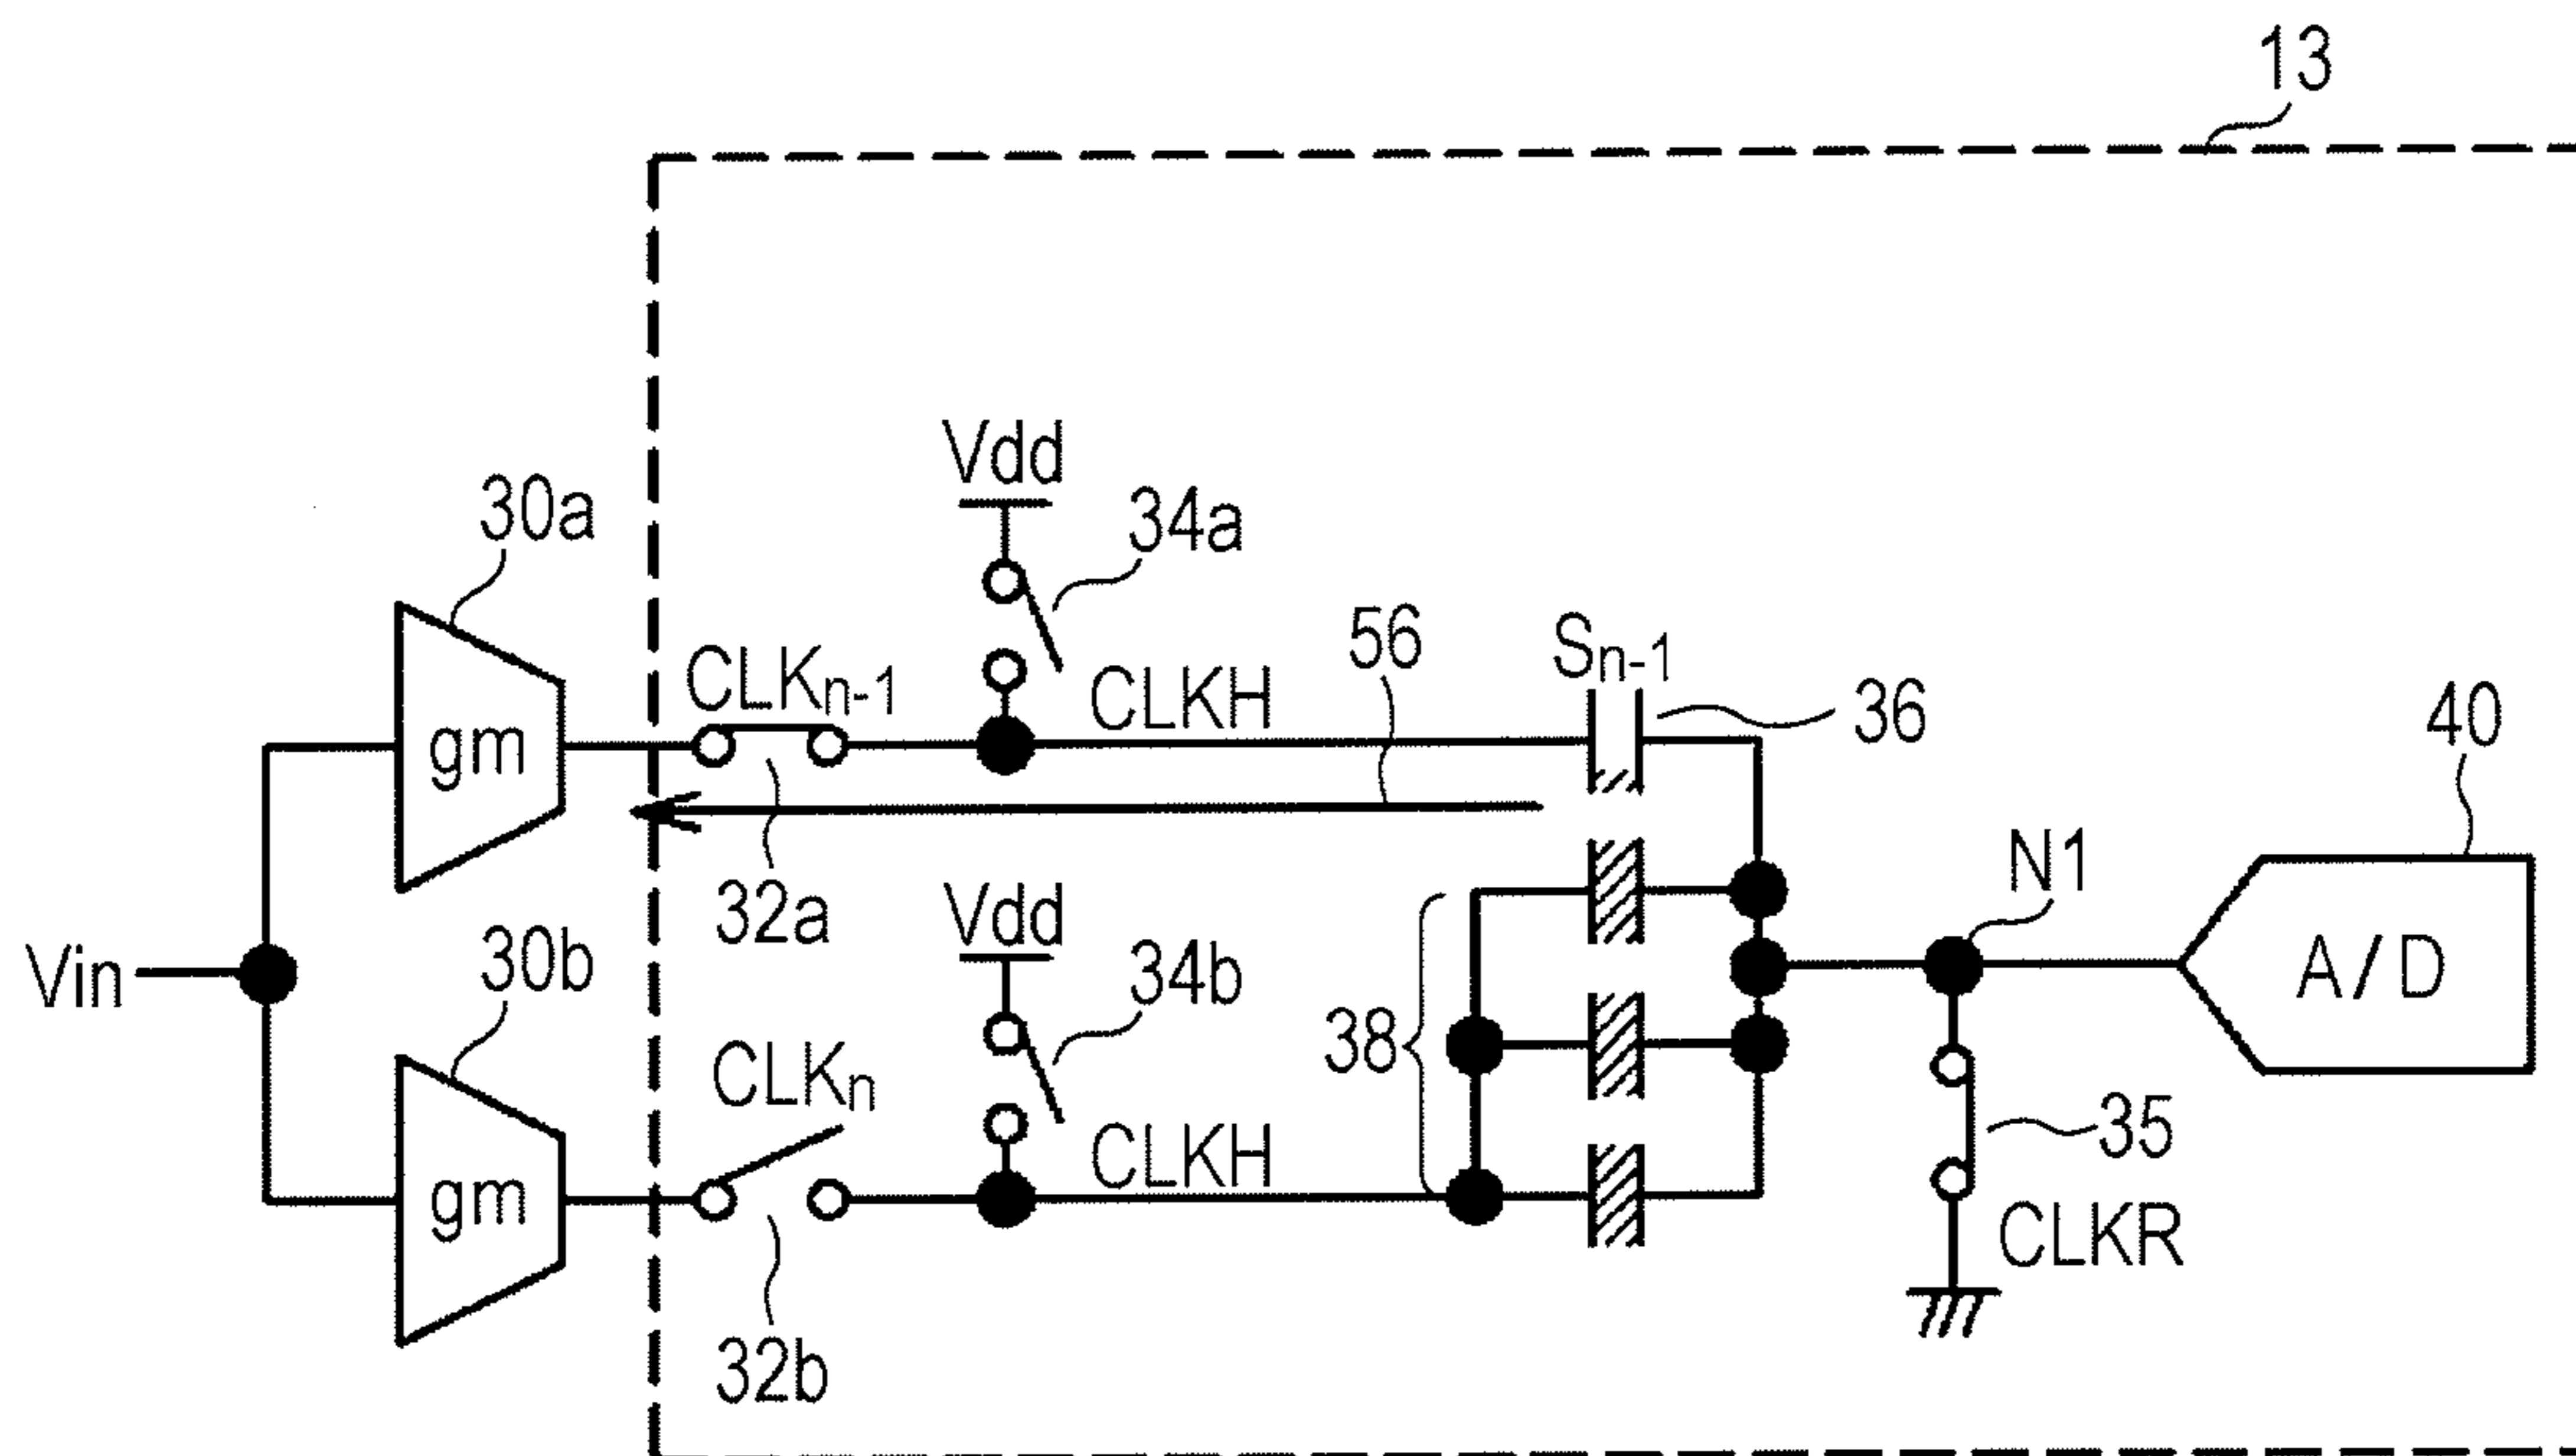 13
Vdd
30a
34a
56
Sn-1
CLKn-1
CLKH
36
40
gm
32a
Vdd
N1
Vin
30b
34b
A/D
38
CLKn
CLKH
35
gm
CLKR
32b